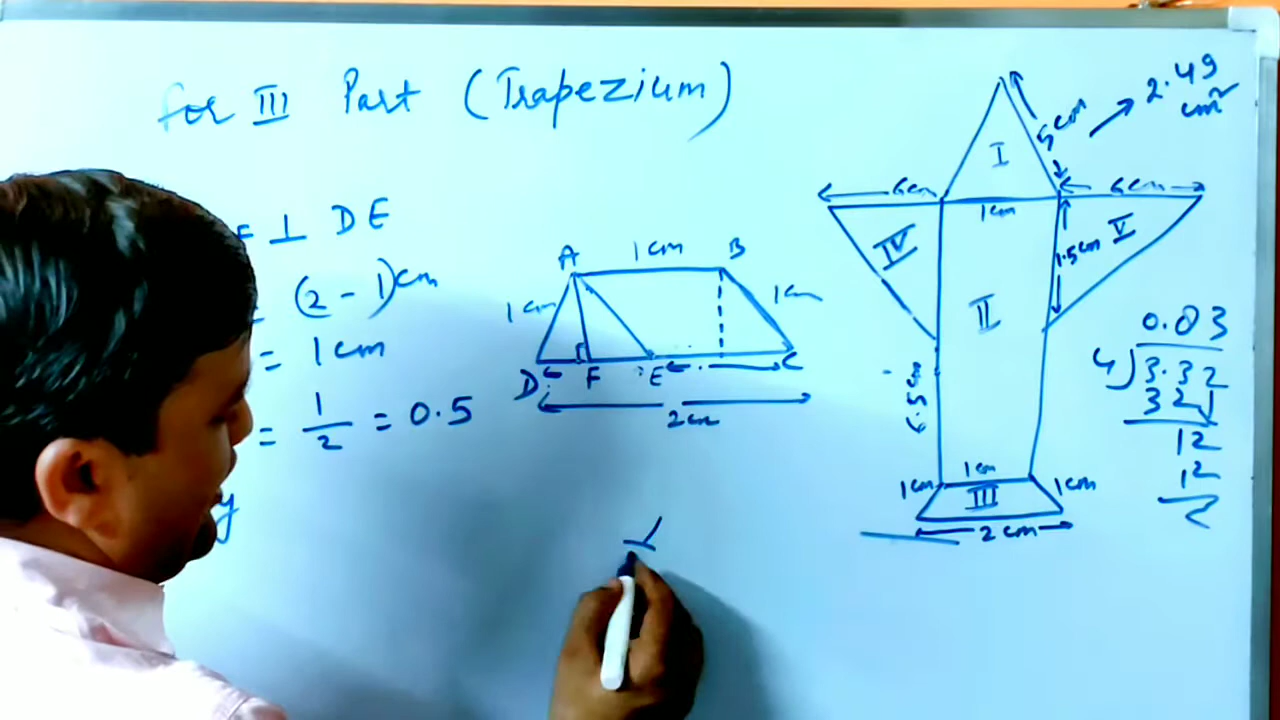 for III Part (Trapezium)
F ⊥ DE
(2 - 1)cm
= 1 cm
= 1/2 = 0.5
y
A 1cm B
1cm 1cm
D F E C
2cm
5cm → 2.49 cm²
I
6cm 6cm
1cm
IV II V
1.5cm
6.5cm
1cm 1cm 1cm
III
2cm
0.83
4)3.32
32
12
12